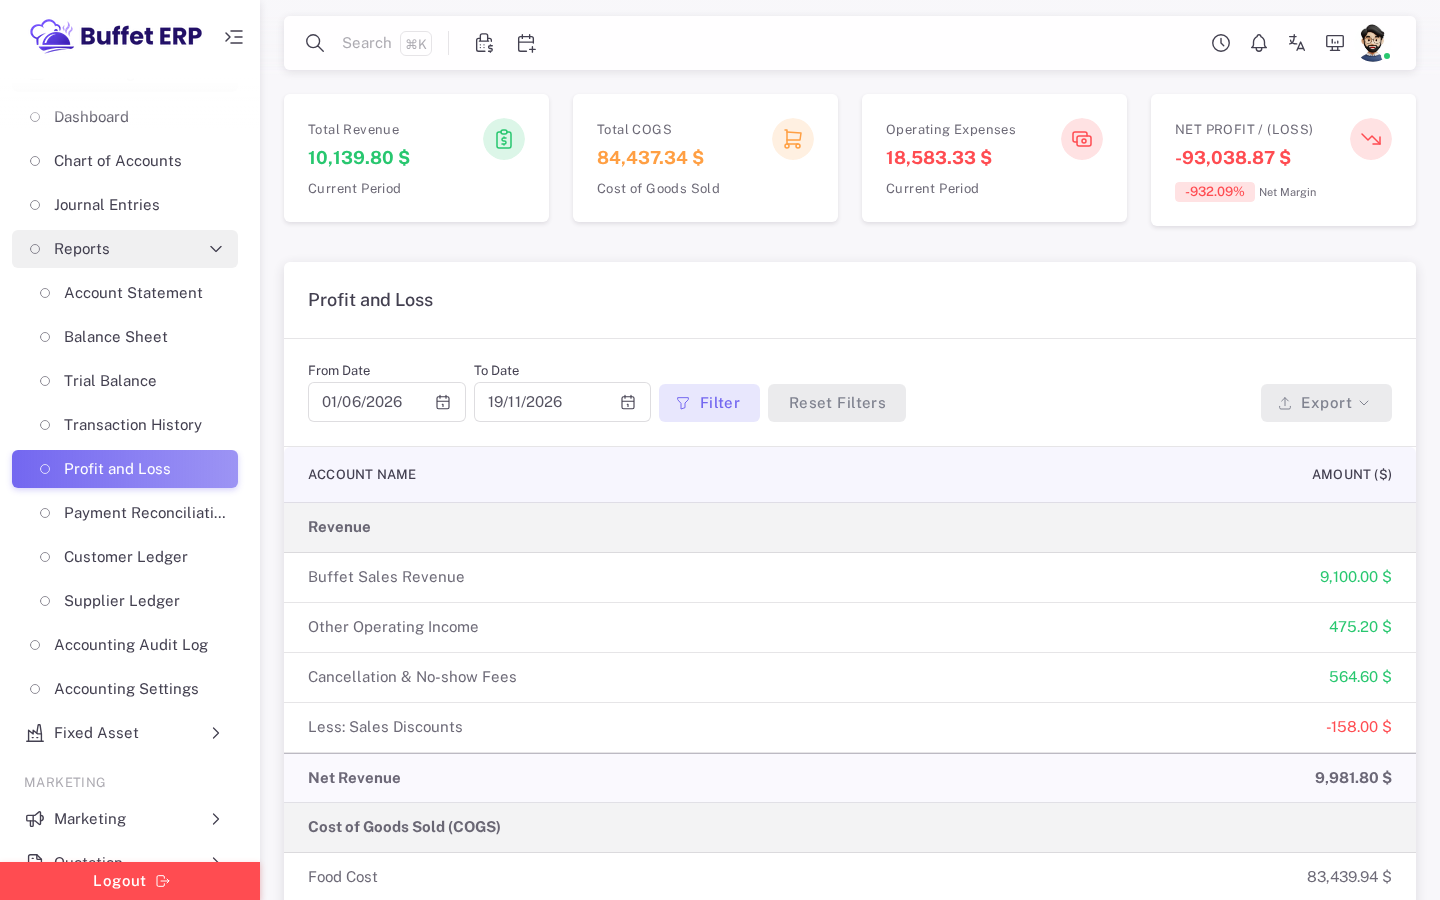 Buffet ERP
Dashboard
Chart of Accounts
Journal Entries
Reports
Account Statement
Balance Sheet
Trial Balance
Transaction History
Profit and Loss
Payment Reconciliati...
Customer Ledger
Supplier Ledger
Accounting Audit Log
Accounting Settings
Fixed Asset
MARKETING
Marketing
Quotation
Logout
Search ⌘K
Total Revenue
10,139.80 $
Current Period
Total COGS
84,437.34 $
Cost of Goods Sold
Operating Expenses
18,583.33 $
Current Period
NET PROFIT / (LOSS)
-93,038.87 $
-932.09% Net Margin
Profit and Loss
From Date To Date
01/06/2026 19/11/2026 Filter Reset Filters Export
ACCOUNT NAME AMOUNT ($)
Revenue
Buffet Sales Revenue 9,100.00 $
Other Operating Income 475.20 $
Cancellation & No-show Fees 564.60 $
Less: Sales Discounts -158.00 $
Net Revenue 9,981.80 $
Cost of Goods Sold (COGS)
Food Cost 83,439.94 $